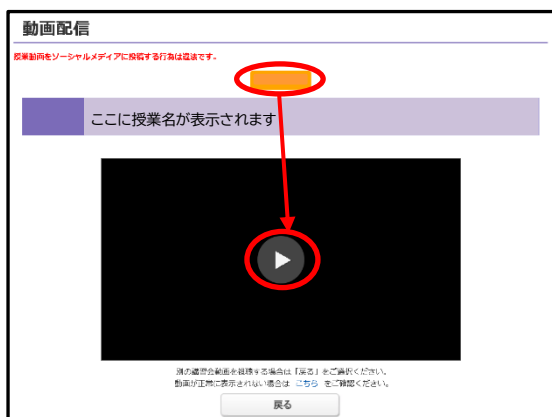 動画配信
授業動画をソーシャルメディアに投稿する行為は違法です。
ここに授業名が表示されます
別の講習会動画を視聴する場合は「戻る」をご選択ください。
動画が正常に表示されない場合は こちら をご確認ください。
戻る